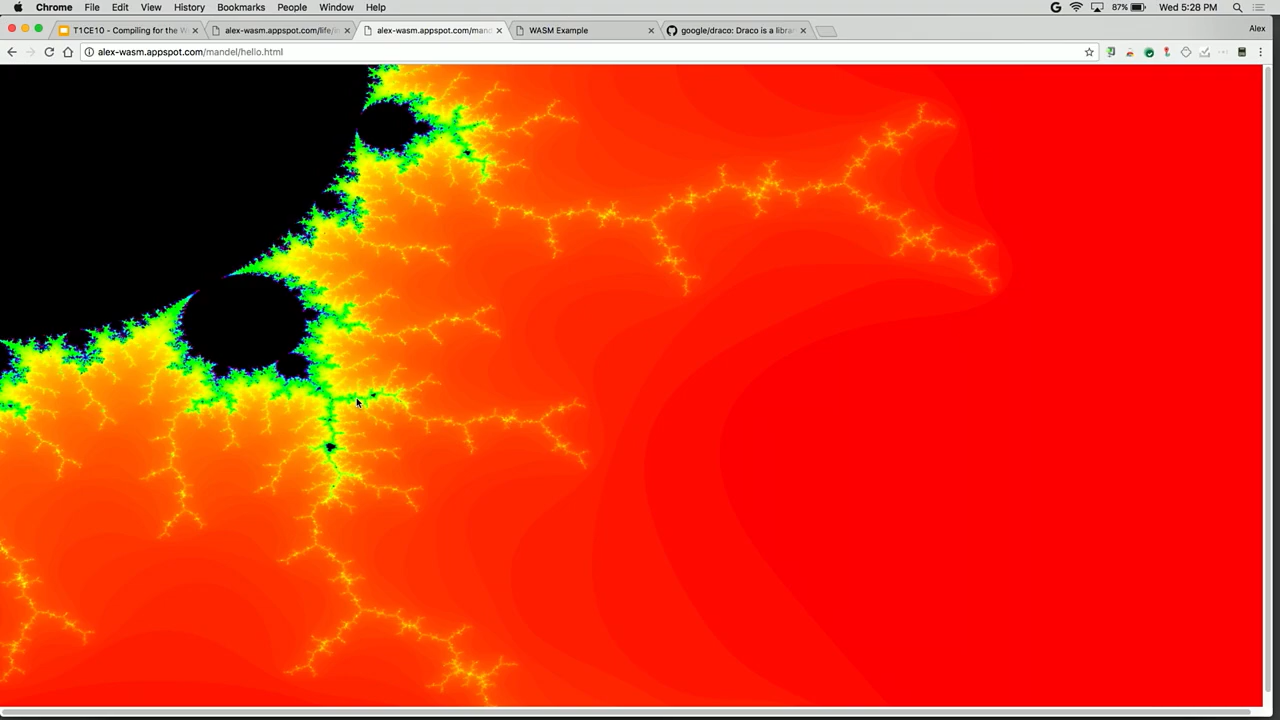 Chrome File Edit View History Bookmarks People Window Help 87% Wed 5:28 PM
T1CE10 - Compiling for the W alex-wasm.appspot.com/life/ alex-wasm.appspot.com/man WASM Example google/draco: Draco is a libra Alex
alex-wasm.appspot.com/mandel/hello.html